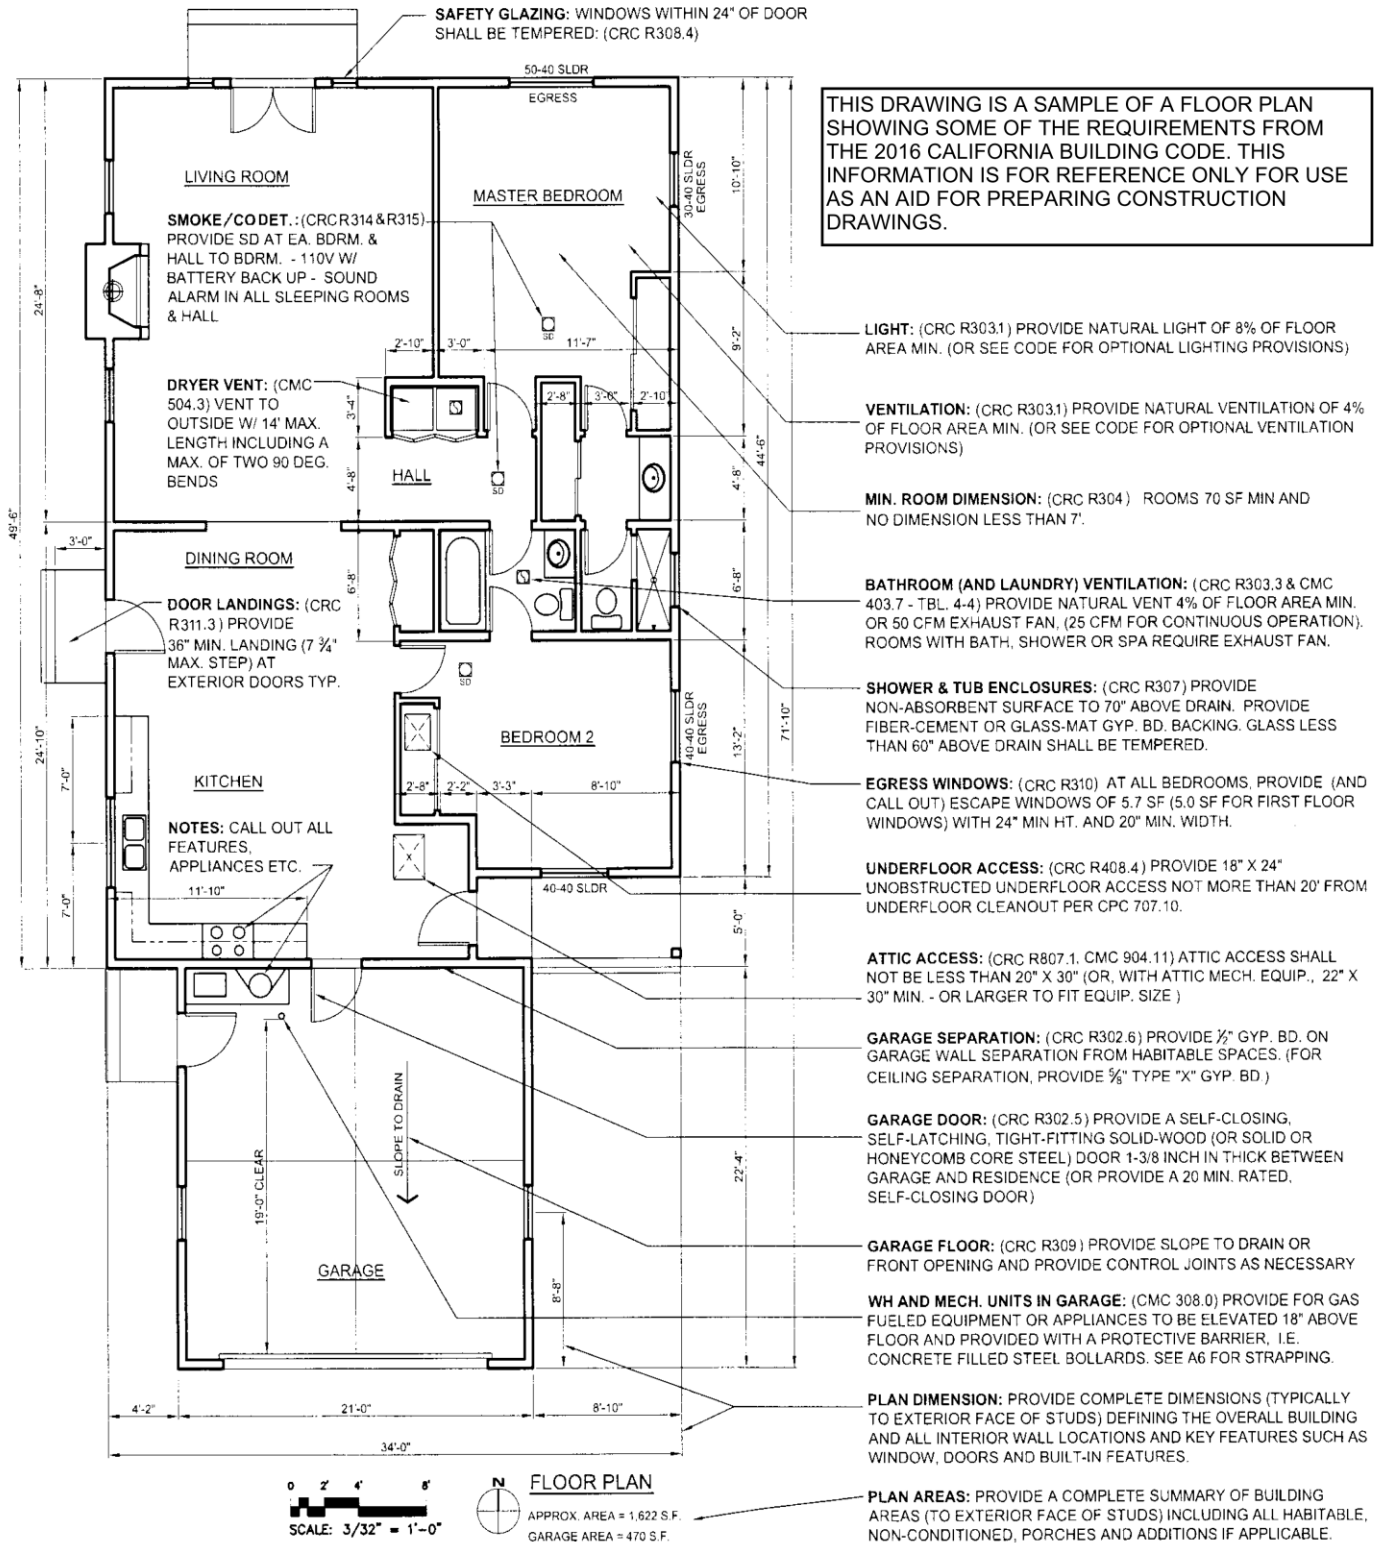 SAFETY GLAZING: WINDOWS WITHIN 24" OF DOOR
SHALL BE TEMPERED: (CRC R308.4)
50-40 SLDR
EGRESS
THIS DRAWING IS A SAMPLE OF A FLOOR PLAN
SHOWING SOME OF THE REQUIREMENTS FROM
THE 2016 CALIFORNIA BUILDING CODE. THIS
INFORMATION IS FOR REFERENCE ONLY FOR USE
AS AN AID FOR PREPARING CONSTRUCTION
DRAWINGS.
LIVING ROOM
MASTER BEDROOM
30-40 SLDR
EGRESS
10'-10"
SMOKE/CO DET.: (CRC R314 & R315)
PROVIDE SD AT EA. BDRM. &
HALL TO BDRM. - 110V W/
BATTERY BACK UP - SOUND
ALARM IN ALL SLEEPING ROOMS
& HALL
24'-8"
SD
2'-10"
3'-0"
11'-7"
9'-2"
LIGHT: (CRC R303.1) PROVIDE NATURAL LIGHT OF 8% OF FLOOR
AREA MIN. (OR SEE CODE FOR OPTIONAL LIGHTING PROVISIONS)
DRYER VENT: (CMC
504.3) VENT TO
OUTSIDE W/ 14' MAX.
LENGTH INCLUDING A
MAX. OF TWO 90 DEG.
BENDS
3'-4"
2'-8"
3'-0"
2'-10"
VENTILATION: (CRC R303.1) PROVIDE NATURAL VENTILATION OF 4%
OF FLOOR AREA MIN. (OR SEE CODE FOR OPTIONAL VENTILATION
PROVISIONS)
44'-6"
HALL
4'-8"
SD
4'-8"
MIN. ROOM DIMENSION: (CRC R304) ROOMS 70 SF MIN AND
NO DIMENSION LESS THAN 7'.
49'-6"
3'-0"
DINING ROOM
6'-8"
6'-8"
BATHROOM (AND LAUNDRY) VENTILATION: (CRC R303.3 & CMC
403.7 - TBL. 4-4) PROVIDE NATURAL VENT 4% OF FLOOR AREA MIN.
OR 50 CFM EXHAUST FAN, (25 CFM FOR CONTINUOUS OPERATION).
ROOMS WITH BATH, SHOWER OR SPA REQUIRE EXHAUST FAN.
DOOR LANDINGS: (CRC
R311.3) PROVIDE
36" MIN. LANDING (7 ¾"
MAX. STEP) AT
EXTERIOR DOORS TYP.
SD
SHOWER & TUB ENCLOSURES: (CRC R307) PROVIDE
NON-ABSORBENT SURFACE TO 70" ABOVE DRAIN. PROVIDE
FIBER-CEMENT OR GLASS-MAT GYP. BD. BACKING. GLASS LESS
THAN 60" ABOVE DRAIN SHALL BE TEMPERED.
24'-10"
7'-0"
BEDROOM 2
40-40 SLDR
EGRESS
13'-2"
71'-10"
KITCHEN
2'-8"
2'-2"
3'-3"
8'-10"
EGRESS WINDOWS: (CRC R310) AT ALL BEDROOMS, PROVIDE (AND
CALL OUT) ESCAPE WINDOWS OF 5.7 SF (5.0 SF FOR FIRST FLOOR
WINDOWS) WITH 24" MIN HT. AND 20" MIN. WIDTH.
NOTES: CALL OUT ALL
FEATURES,
APPLIANCES ETC.
X
11'-10"
7'-0"
40-40 SLDR
UNDERFLOOR ACCESS: (CRC R408.4) PROVIDE 18" X 24"
UNOBSTRUCTED UNDERFLOOR ACCESS NOT MORE THAN 20' FROM
UNDERFLOOR CLEANOUT PER CPC 707.10.
5'-0"
ATTIC ACCESS: (CRC R807.1, CMC 904.11) ATTIC ACCESS SHALL
NOT BE LESS THAN 20" X 30" (OR, WITH ATTIC MECH. EQUIP., 22" X
30" MIN. - OR LARGER TO FIT EQUIP. SIZE )
GARAGE SEPARATION: (CRC R302.6) PROVIDE ½" GYP. BD. ON
GARAGE WALL SEPARATION FROM HABITABLE SPACES. (FOR
CEILING SEPARATION, PROVIDE ⅝" TYPE "X" GYP. BD.)
SLOPE TO DRAIN
19'-0" CLEAR
22'-4"
GARAGE DOOR: (CRC R302.5) PROVIDE A SELF-CLOSING,
SELF-LATCHING, TIGHT-FITTING SOLID-WOOD (OR SOLID OR
HONEYCOMB CORE STEEL) DOOR 1-3/8 INCH IN THICK BETWEEN
GARAGE AND RESIDENCE (OR PROVIDE A 20 MIN. RATED,
SELF-CLOSING DOOR)
GARAGE
8'-8"
GARAGE FLOOR: (CRC R309) PROVIDE SLOPE TO DRAIN OR
FRONT OPENING AND PROVIDE CONTROL JOINTS AS NECESSARY
WH AND MECH. UNITS IN GARAGE: (CMC 308.0) PROVIDE FOR GAS
FUELED EQUIPMENT OR APPLIANCES TO BE ELEVATED 18" ABOVE
FLOOR AND PROVIDED WITH A PROTECTIVE BARRIER, I.E.
CONCRETE FILLED STEEL BOLLARDS. SEE A6 FOR STRAPPING.
4'-2"
21'-0"
8'-10"
34'-0"
PLAN DIMENSION: PROVIDE COMPLETE DIMENSIONS (TYPICALLY
TO EXTERIOR FACE OF STUDS) DEFINING THE OVERALL BUILDING
AND ALL INTERIOR WALL LOCATIONS AND KEY FEATURES SUCH AS
WINDOW, DOORS AND BUILT-IN FEATURES.
0 2' 4' 8'
SCALE: 3/32" = 1'-0"
N
FLOOR PLAN
APPROX. AREA = 1,622 S.F.
GARAGE AREA = 470 S.F.
PLAN AREAS: PROVIDE A COMPLETE SUMMARY OF BUILDING
AREAS (TO EXTERIOR FACE OF STUDS) INCLUDING ALL HABITABLE,
NON-CONDITIONED, PORCHES AND ADDITIONS IF APPLICABLE.